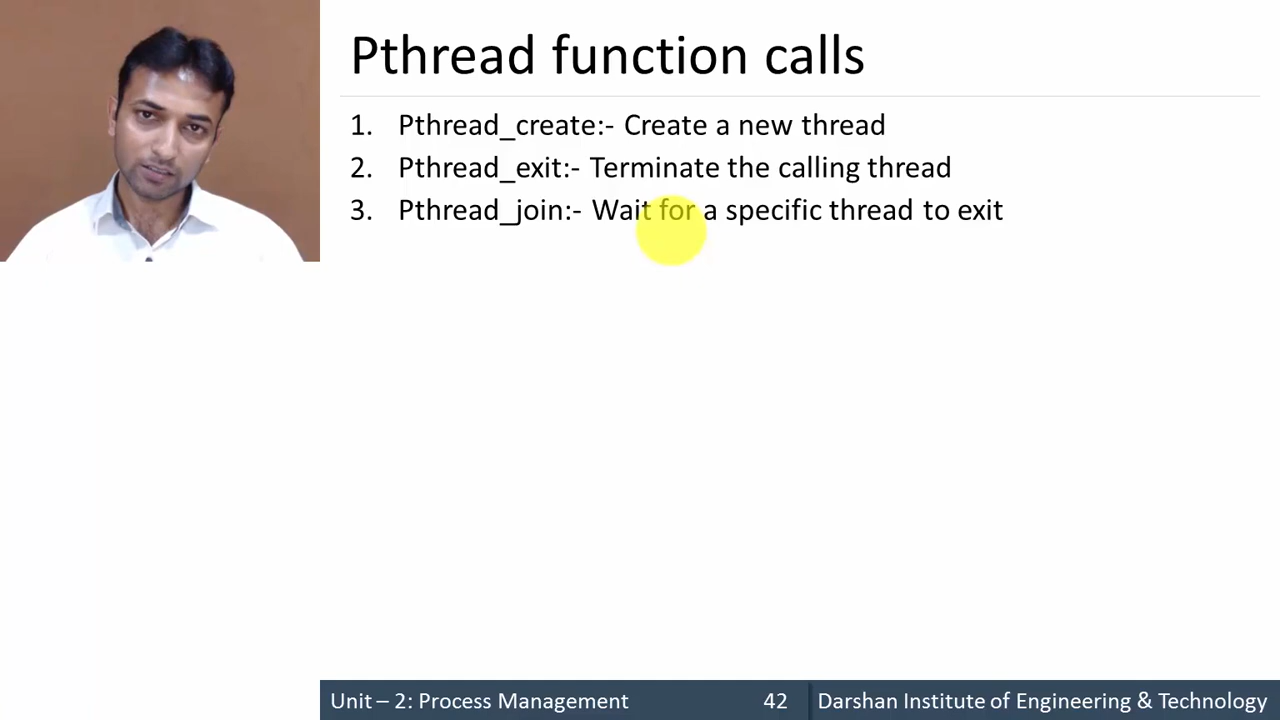 Pthread function calls
1. Pthread_create:- Create a new thread
2. Pthread_exit:- Terminate the calling thread
3. Pthread_join:- Wait for a specific thread to exit
Unit – 2: Process Management 42 Darshan Institute of Engineering & Technology